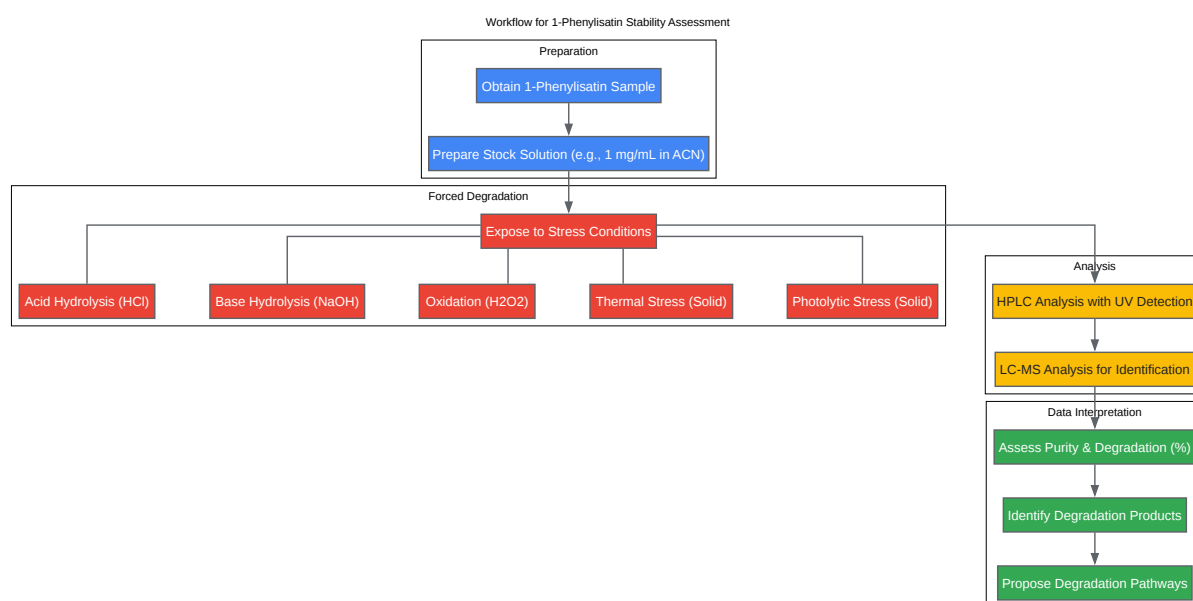 Workflow for 1-Phenylisatin Stability Assessment
Preparation
Obtain 1-Phenylisatin Sample
Prepare Stock Solution (e.g., 1 mg/mL in ACN)
Forced Degradation
Expose to Stress Conditions
Acid Hydrolysis (HCl)
Base Hydrolysis (NaOH)
Oxidation (H2O2)
Thermal Stress (Solid)
Photolytic Stress (Solid)
Analysis
HPLC Analysis with UV Detection
LC-MS Analysis for Identification
Data Interpretation
Assess Purity & Degradation (%)
Identify Degradation Products
Propose Degradation Pathways